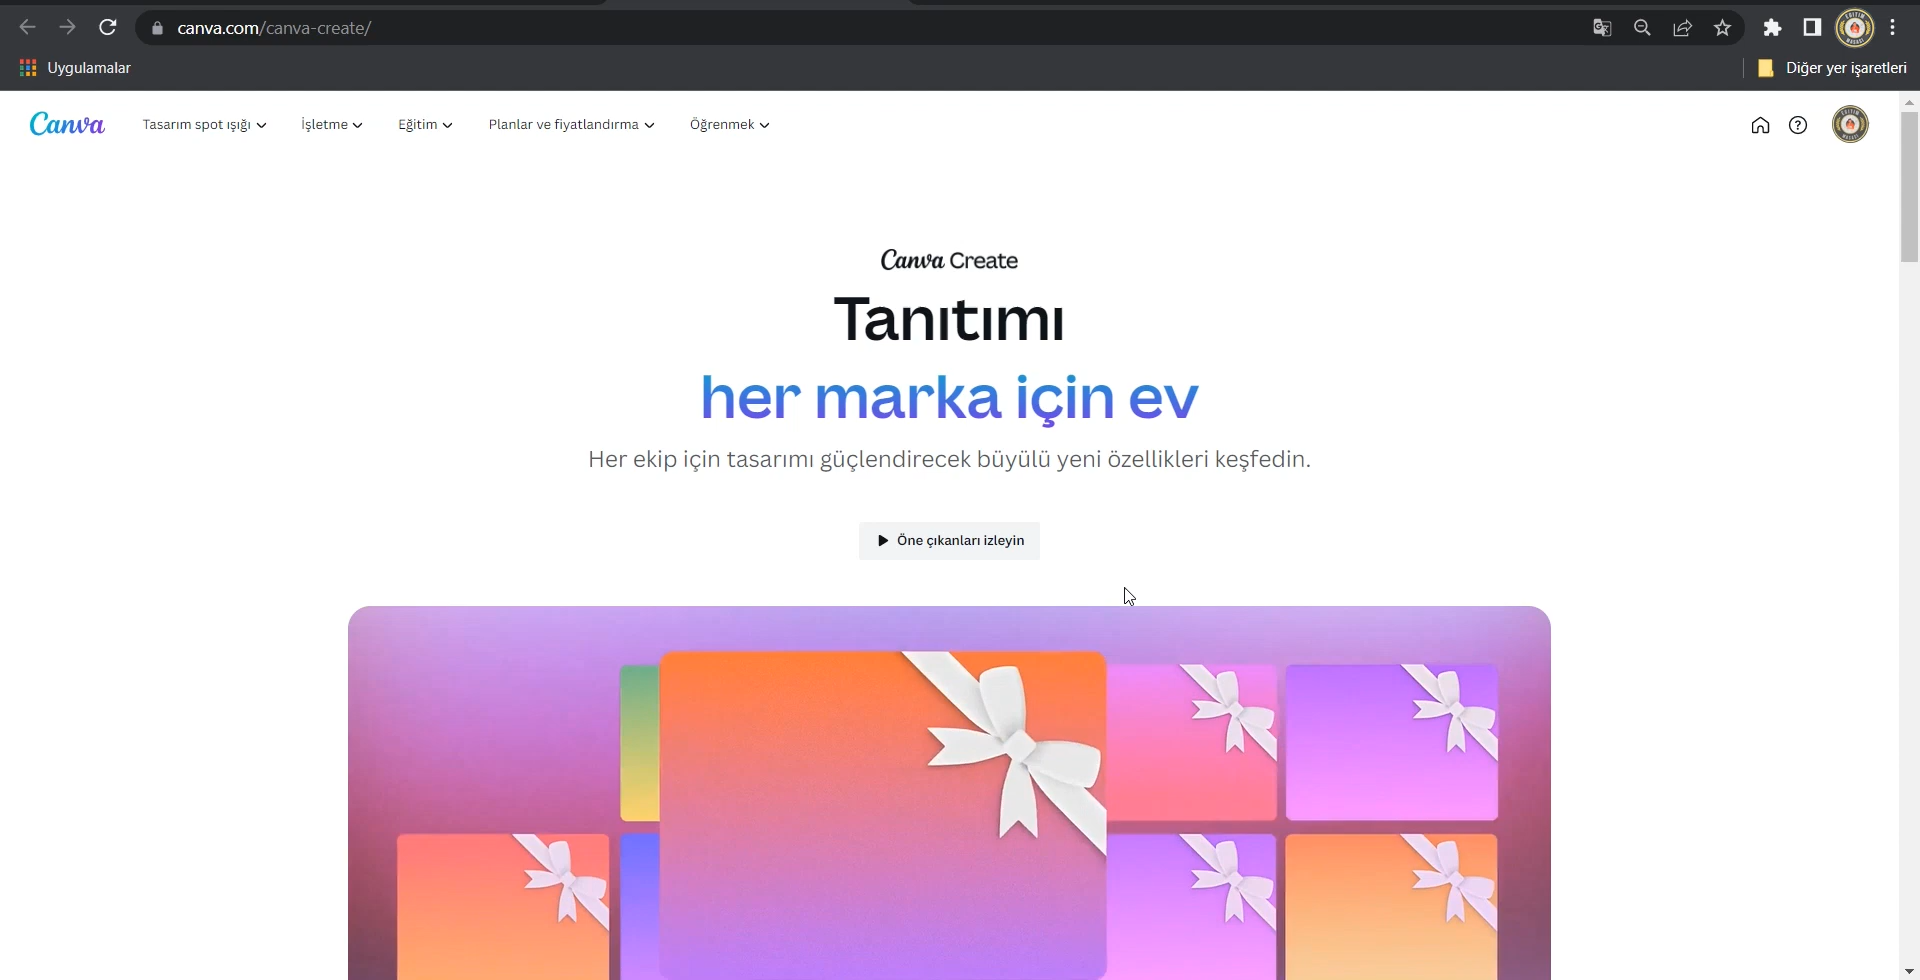 canva.com/canva-create/
Uygulamalar
Diğer yer işaretleri
Canva
Tasarım spot ışığı
İşletme
Eğitim
Planlar ve fiyatlandırma
Öğrenmek
Canva Create
Tanıtımı
her marka için ev
Her ekip için tasarımı güçlendirecek büyülü yeni özellikleri keşfedin.
Öne çıkanları izleyin